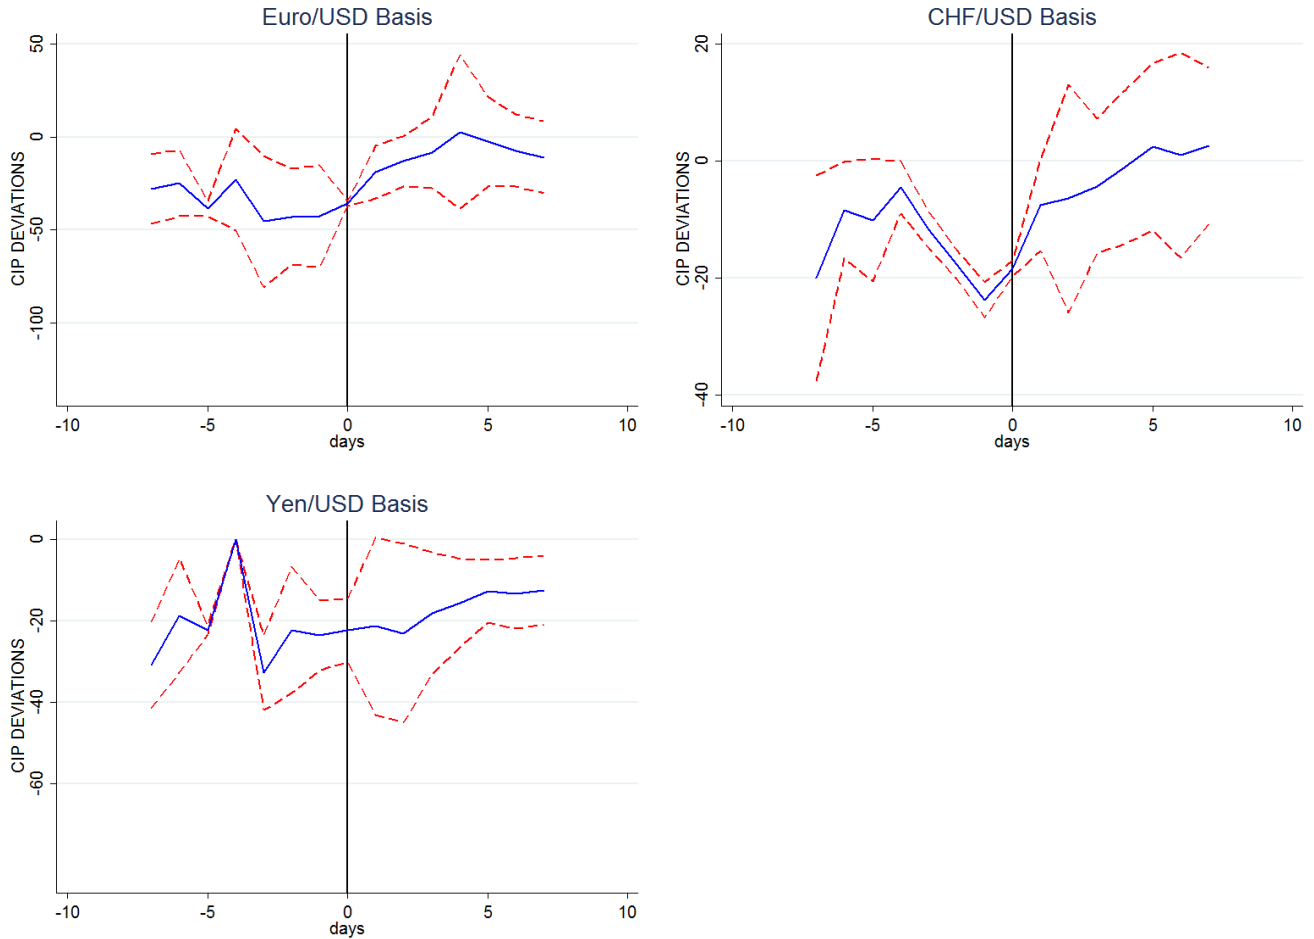 Euro/USD Basis
CIP DEVIATIONS
50
0
-50
-100
-10 -5 0 5 10
days
CHF/USD Basis
CIP DEVIATIONS
20
0
-20
-40
-10 -5 0 5 10
days
Yen/USD Basis
CIP DEVIATIONS
0
-20
-40
-60
-10 -5 0 5 10
days